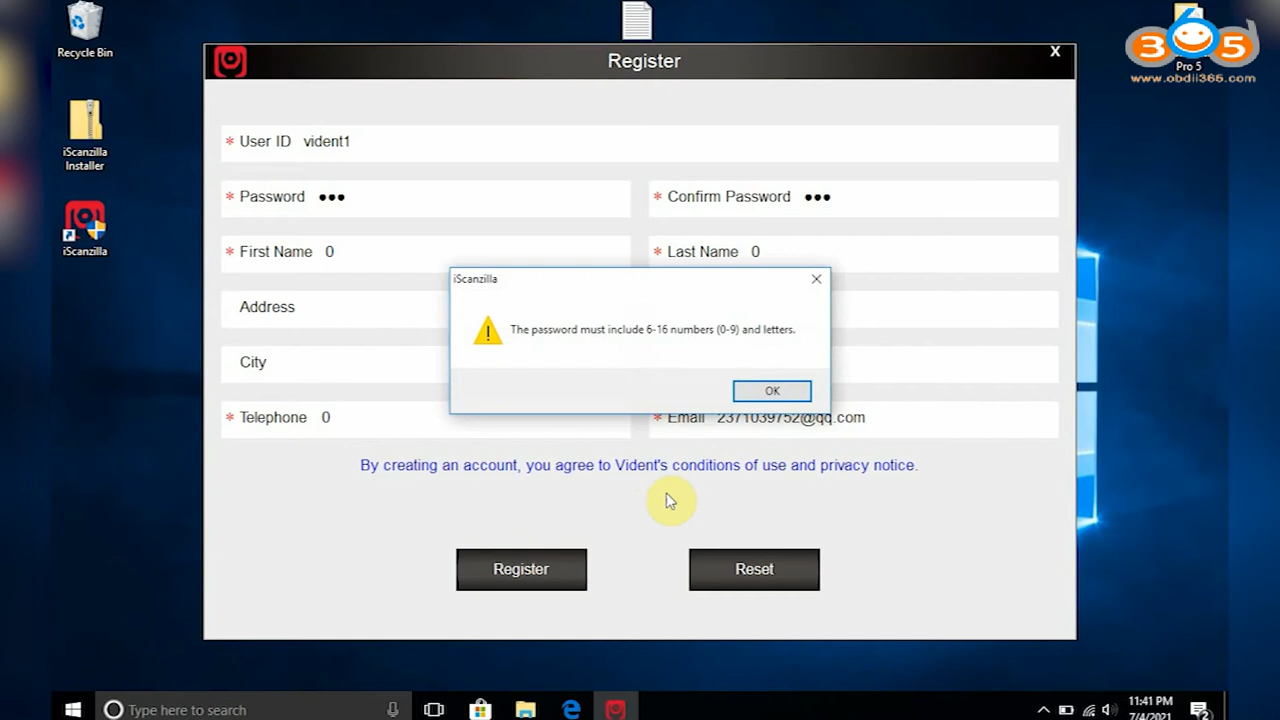 Recycle Bin
iScanzilla
Installer
iScanzilla
Pro 5
365
www.obdii365.com
Register
X
* User ID vident1
* Password ●●●
* Confirm Password ●●●
* First Name 0
* Last Name 0
Address
City
* Telephone 0
* Email 2371039752@qq.com
iScanzilla
The password must include 6-16 numbers (0-9) and letters.
OK
By creating an account, you agree to Vident's conditions of use and privacy notice.
Register
Reset
Type here to search
11:41 PM
7/4/2021